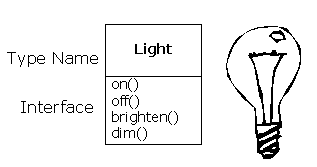 Type Name
Light
Interface
on()
off()
brighten()
dim()